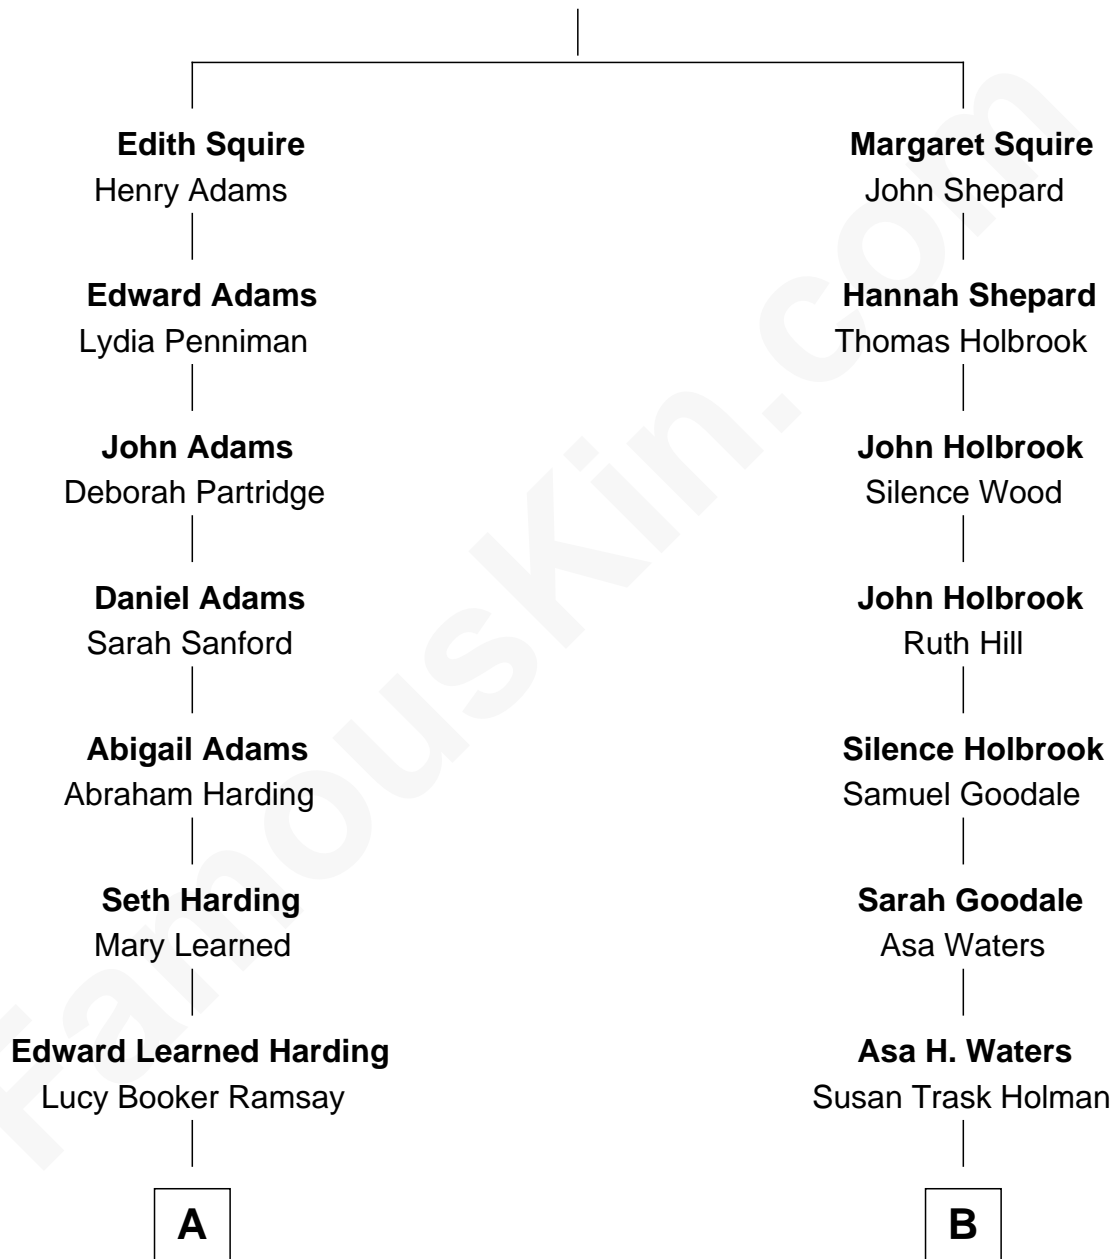 Edith Squire
Henry Adams
Edward Adams
Lydia Penniman
John Adams
Deborah Partridge
Daniel Adams
Sarah Sanford
Abigail Adams
Abraham Harding
Seth Harding
Mary Learned
Edward Learned Harding
Lucy Booker Ramsay
A
Margaret Squire
John Shepard
Hannah Shepard
Thomas Holbrook
John Holbrook
Silence Wood
John Holbrook
Ruth Hill
Silence Holbrook
Samuel Goodale
Sarah Goodale
Asa Waters
Asa H. Waters
Susan Trask Holman
B
FamousKin.com